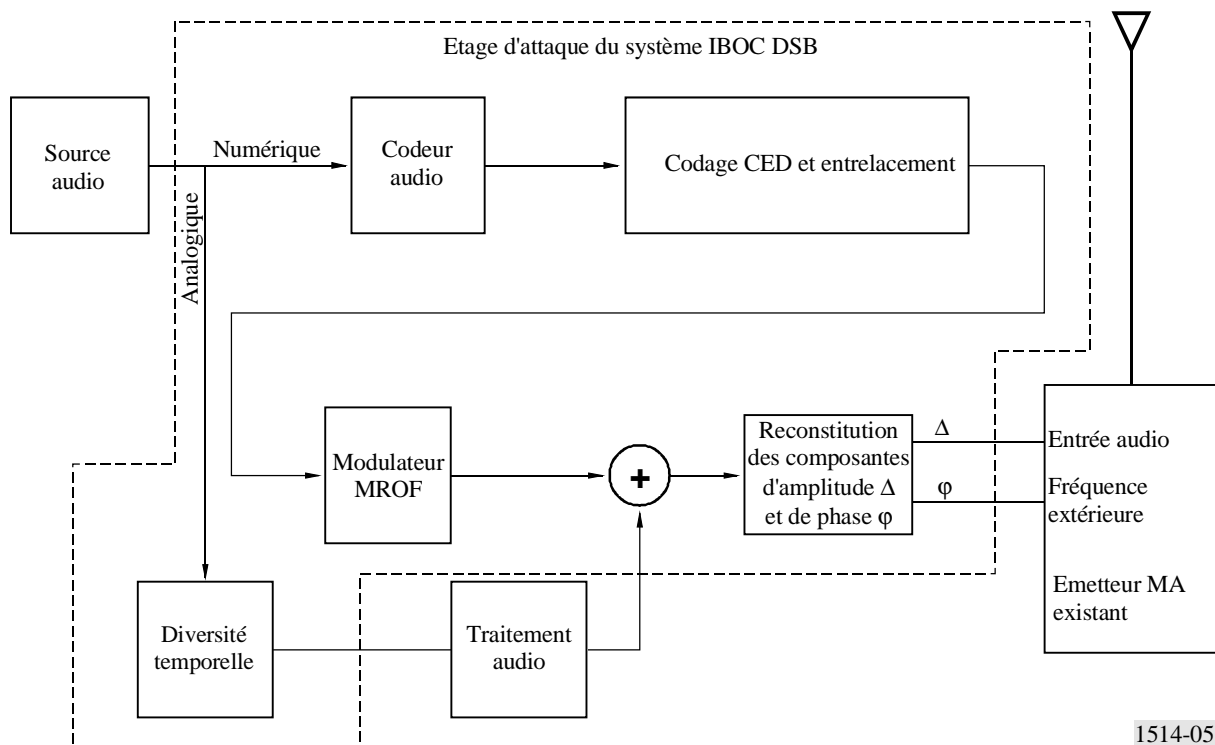 Etage d'attaque du système IBOC DSB
Source
audio
Numérique
Analogique
Codeur
audio
Codage CED et entrelacement
Modulateur
MROF
+
Reconstitution
des composantes
d'amplitude Δ
et de phase φ
Δ
φ
Entrée audio
Fréquence
extérieure
Emetteur MA
existant
Diversité
temporelle
Traitement
audio
1514-05